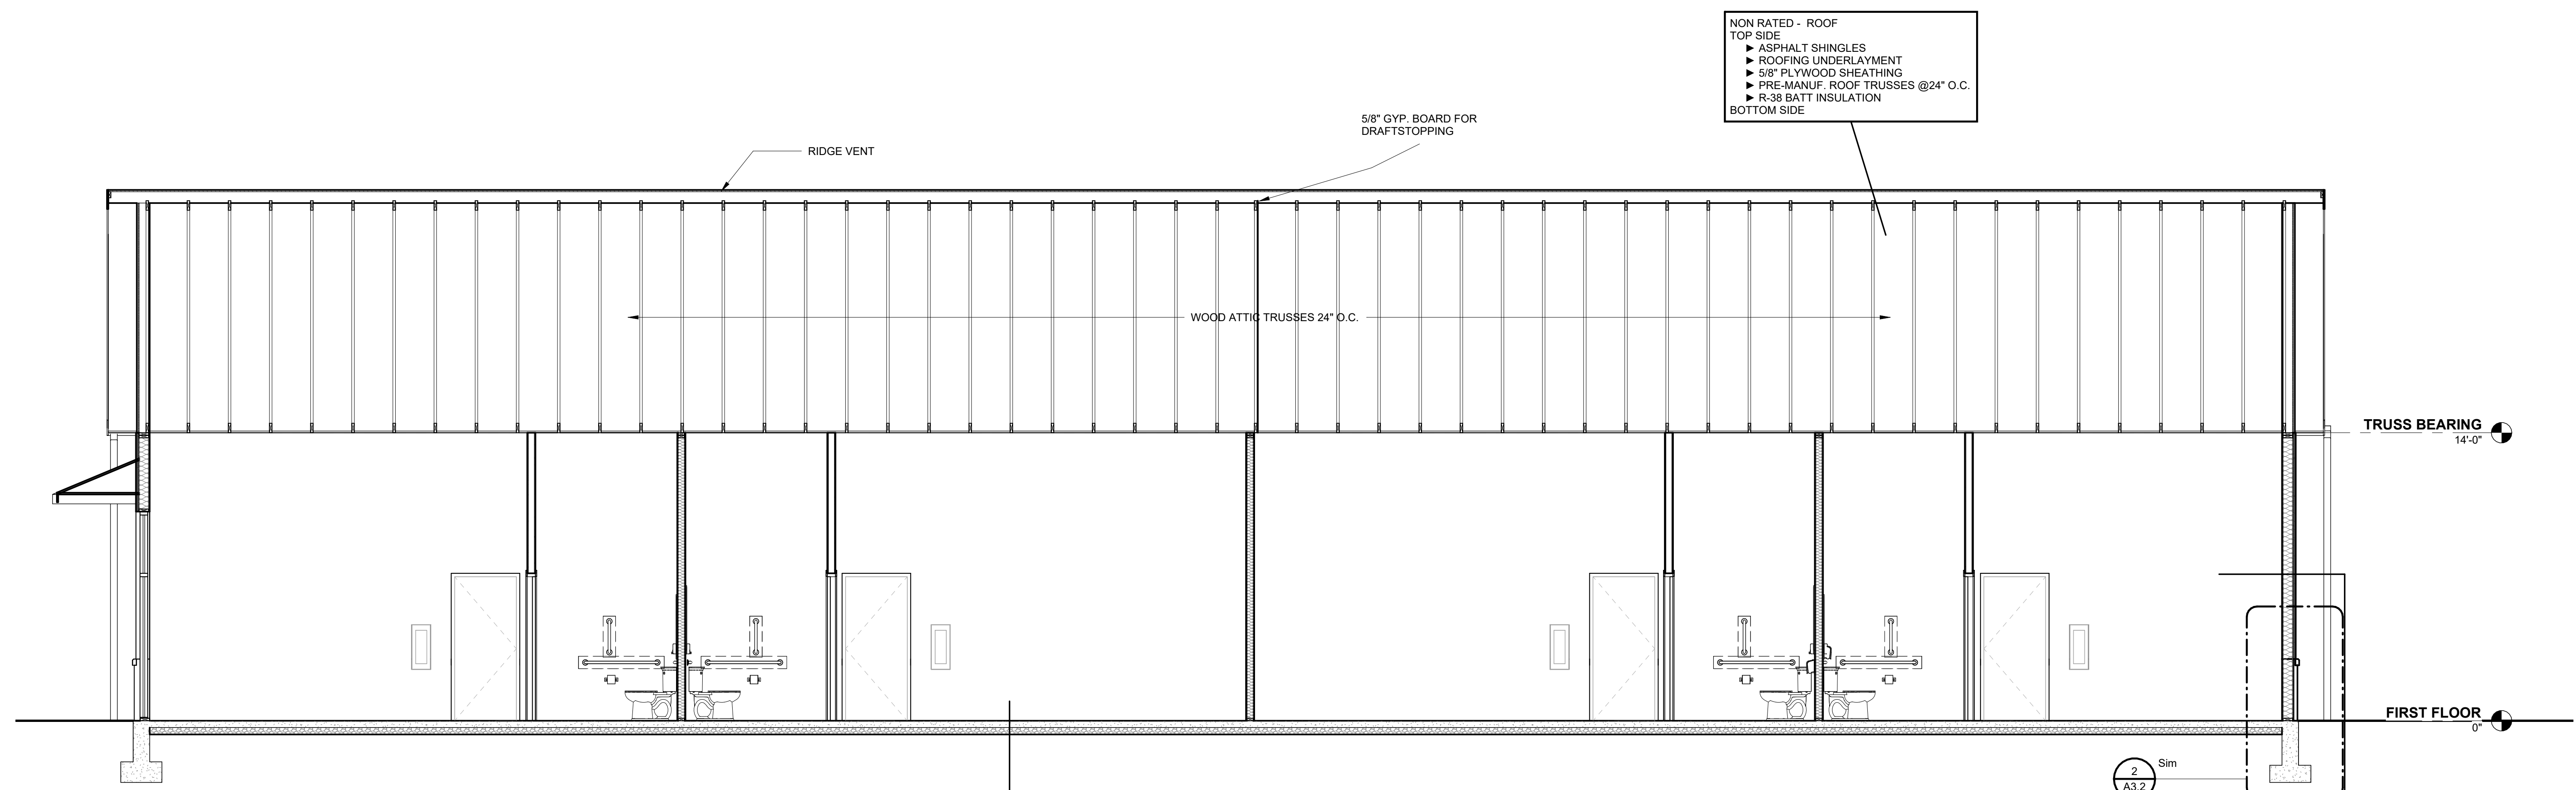 NON RATED - ROOF
TOP SIDE
► ASPHALT SHINGLES
► ROOFING UNDERLAYMENT
► 5/8" PLYWOOD SHEATHING
► PRE-MANUF. ROOF TRUSSES @24" O.C.
► R-38 BATT INSULATION
BOTTOM SIDE
5/8" GYP. BOARD FOR
DRAFTSTOPPING
RIDGE VENT
WOOD ATTIC TRUSSES 24" O.C.
TRUSS BEARING
14'-0"
FIRST FLOOR
0"
Sim
2
A3.2